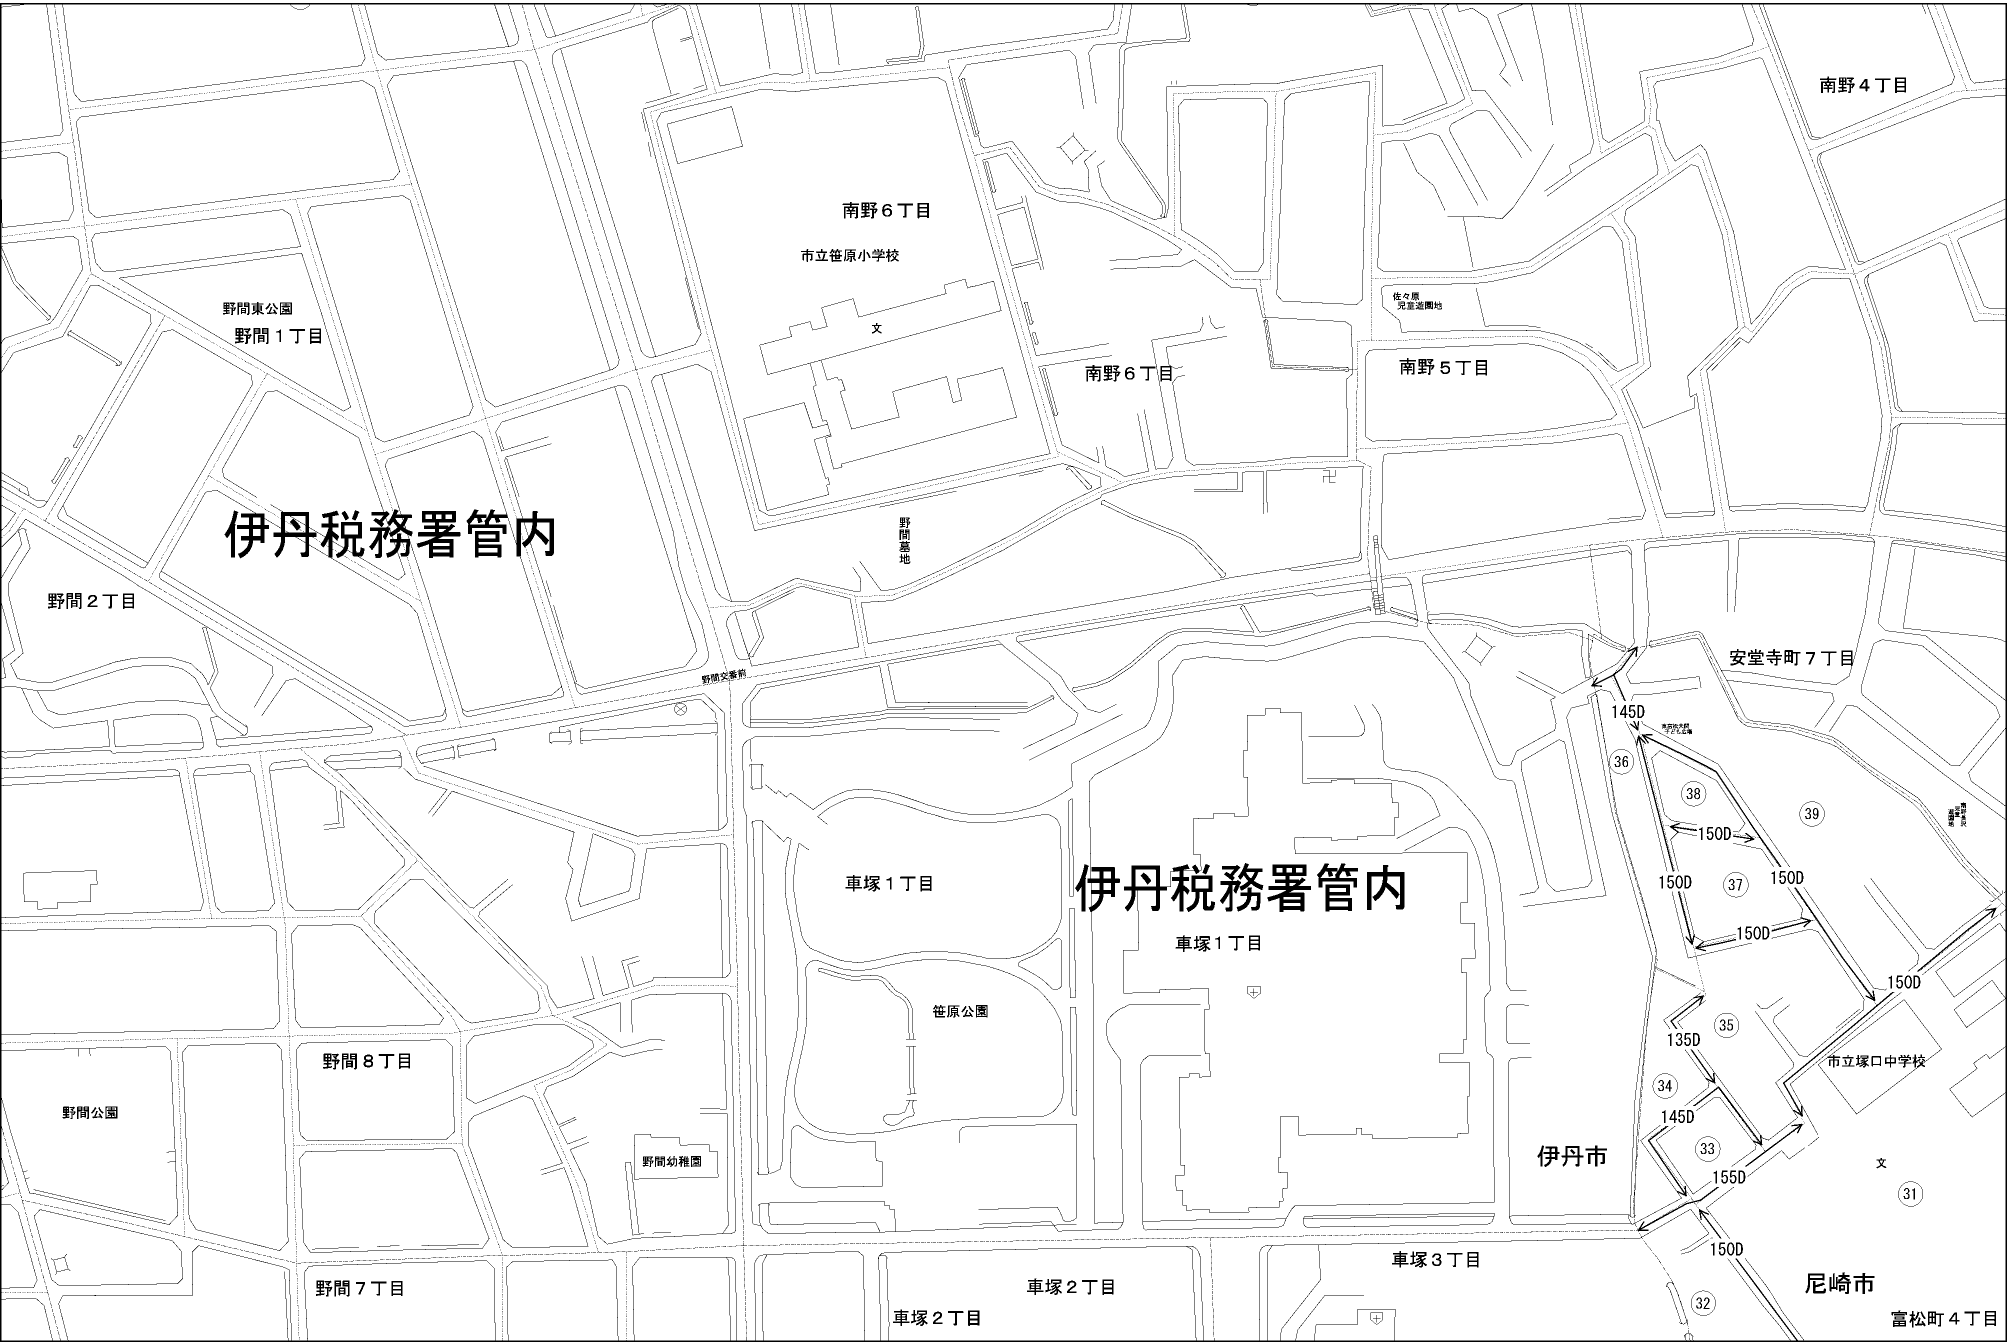 南野４丁目
南野６丁目
市立笹原小学校
文
野間東公園
野間１丁目
佐々原
児童遊園地
南野５丁目
南野６丁目
伊丹税務署管内
野間墓地
卍
野間２丁目
安堂寺町７丁目
野間交番前
145D
36
38
39
150D
車塚１丁目
伊丹税務署管内
150D
37
150D
車塚１丁目
150D
150D
笹原公園
35
135D
野間８丁目
市立塚口中学校
34
野間公園
145D
33
伊丹市
野間幼稚園
文
155D
31
150D
車塚３丁目
野間７丁目
車塚２丁目
尼崎市
32
車塚２丁目
富松町４丁目